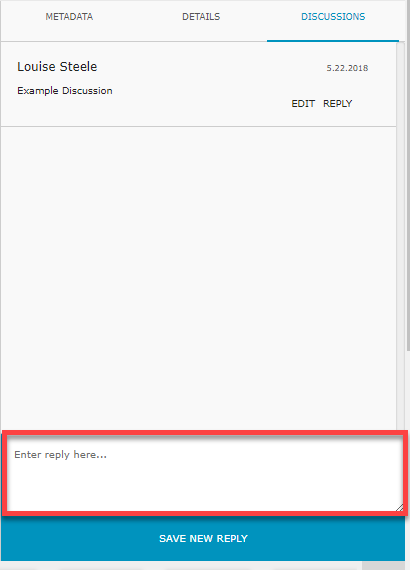 METADATA DETAILS DISCUSSIONS
Louise Steele 5.22.2018
Example Discussion
EDIT REPLY
Enter reply here...
SAVE NEW REPLY